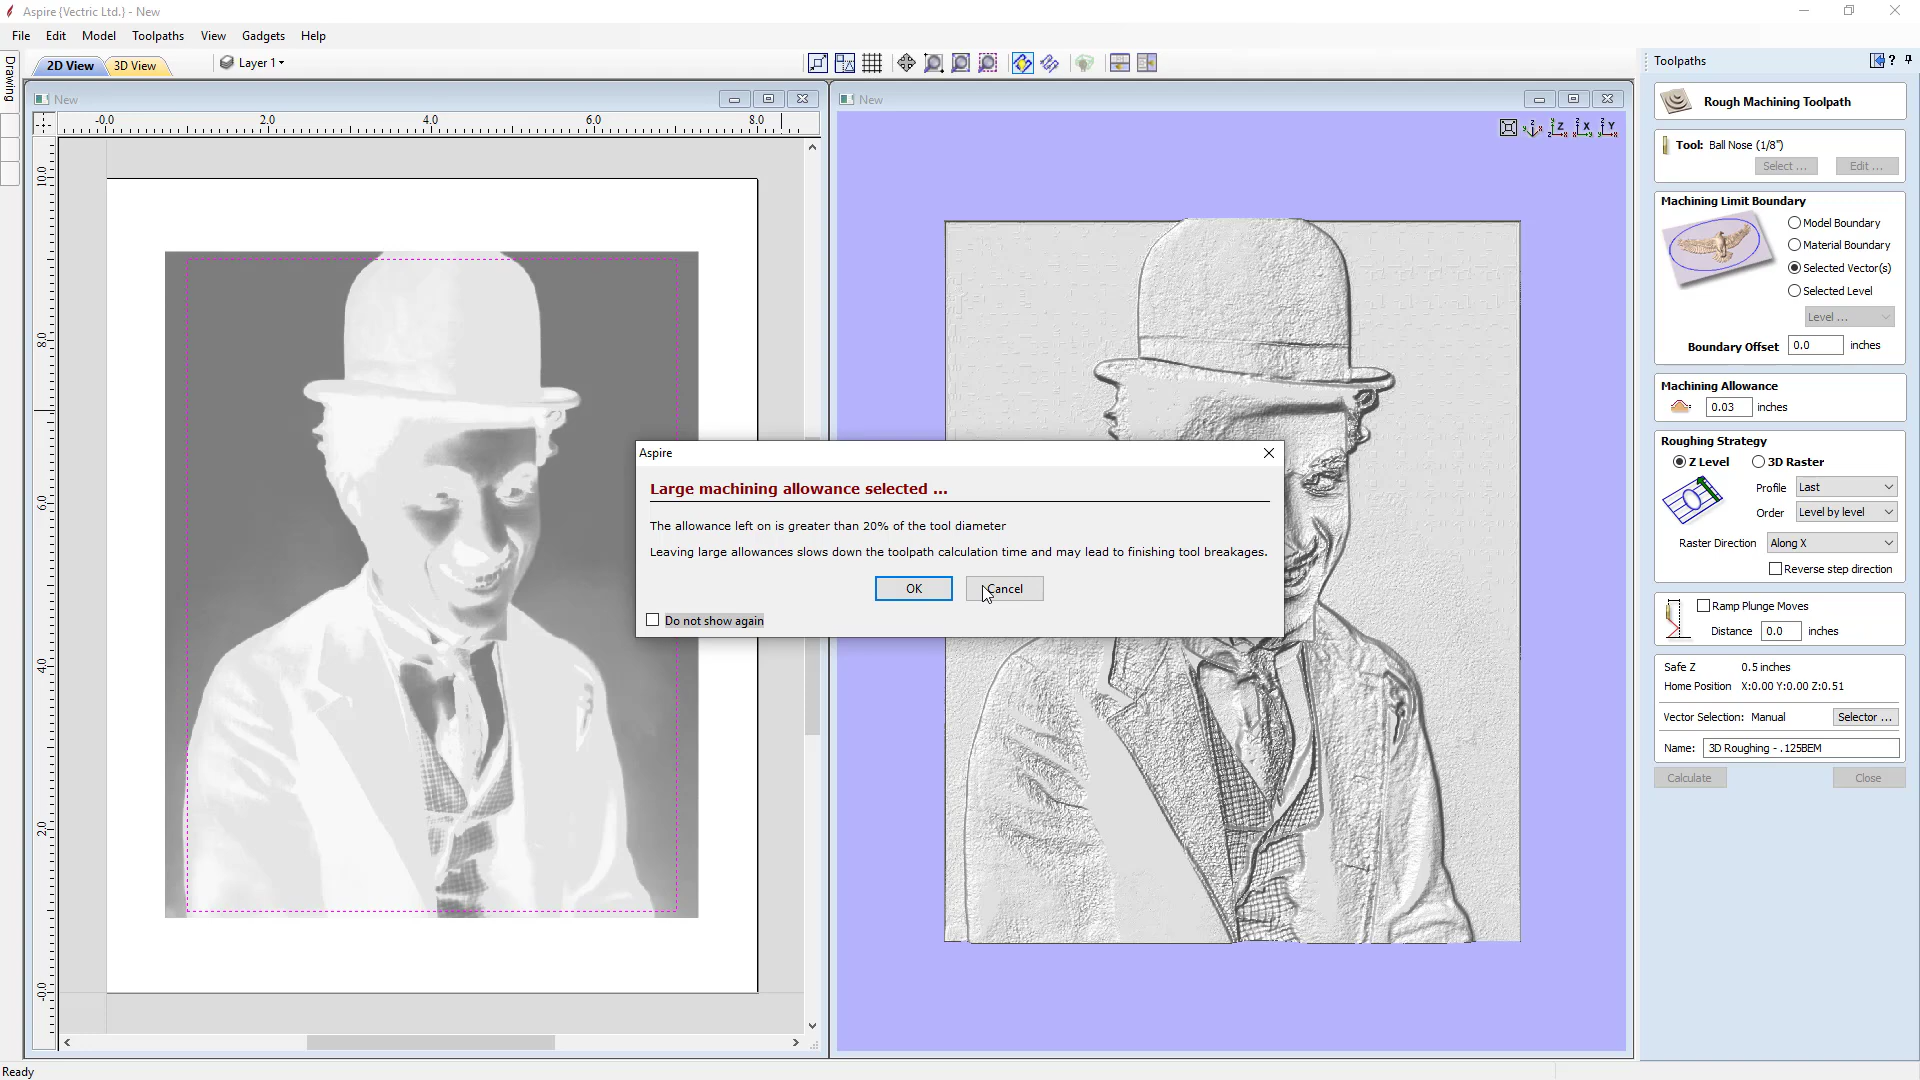 Aspire {Vectric Ltd.} - New
File Edit Model Toolpaths View Gadgets Help
Drawing
2D View 3D View Layer 1
Toolpaths
New
New
-0.0 2.0 4.0 6.0 8.0
10.0
8.0
6.0
4.0
2.0
-0.0
Z X Y
Rough Machining Toolpath
Tool: Ball Nose (1/8")
Select ... Edit ...
Machining Limit Boundary
Model Boundary
Material Boundary
Selected Vector(s)
Selected Level
Level ...
Boundary Offset 0.0 inches
Machining Allowance
0.03 inches
Roughing Strategy
Z Level 3D Raster
Profile Last
Order Level by level
Raster Direction Along X
Reverse step direction
Ramp Plunge Moves
Distance 0.0 inches
Safe Z 0.5 inches
Home Position X:0.00 Y:0.00 Z:0.51
Vector Selection: Manual Selector ...
Name: 3D Roughing - .125BEM
Calculate Close
Aspire
Large machining allowance selected ...
The allowance left on is greater than 20% of the tool diameter
Leaving large allowances slows down the toolpath calculation time and may lead to finishing tool breakages.
OK Cancel
Do not show again
Ready